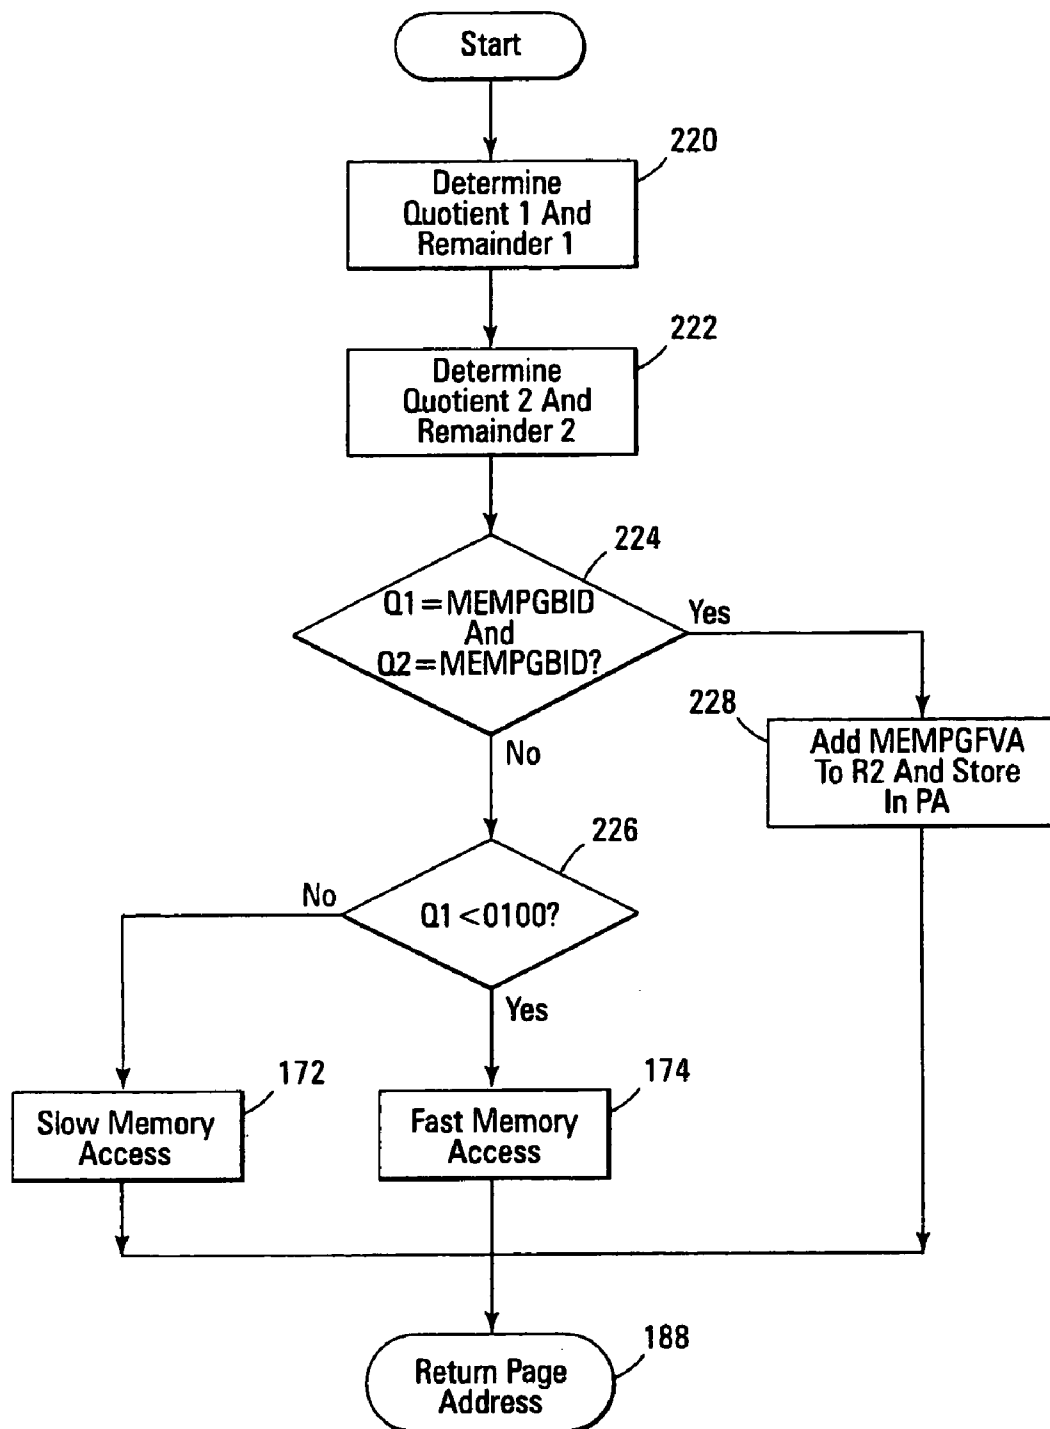 Start
220
Determine
Quotient 1 And
Remainder 1
222
Determine
Quotient 2 And
Remainder 2
224
Q1=MEMPGBID
And
Q2=MEMPGBID?
Yes
No
228
Add MEMPGFVA
To R2 And Store
In PA
226
No
Q1<0100?
Yes
172
Slow Memory
Access
174
Fast Memory
Access
188
Return Page
Address